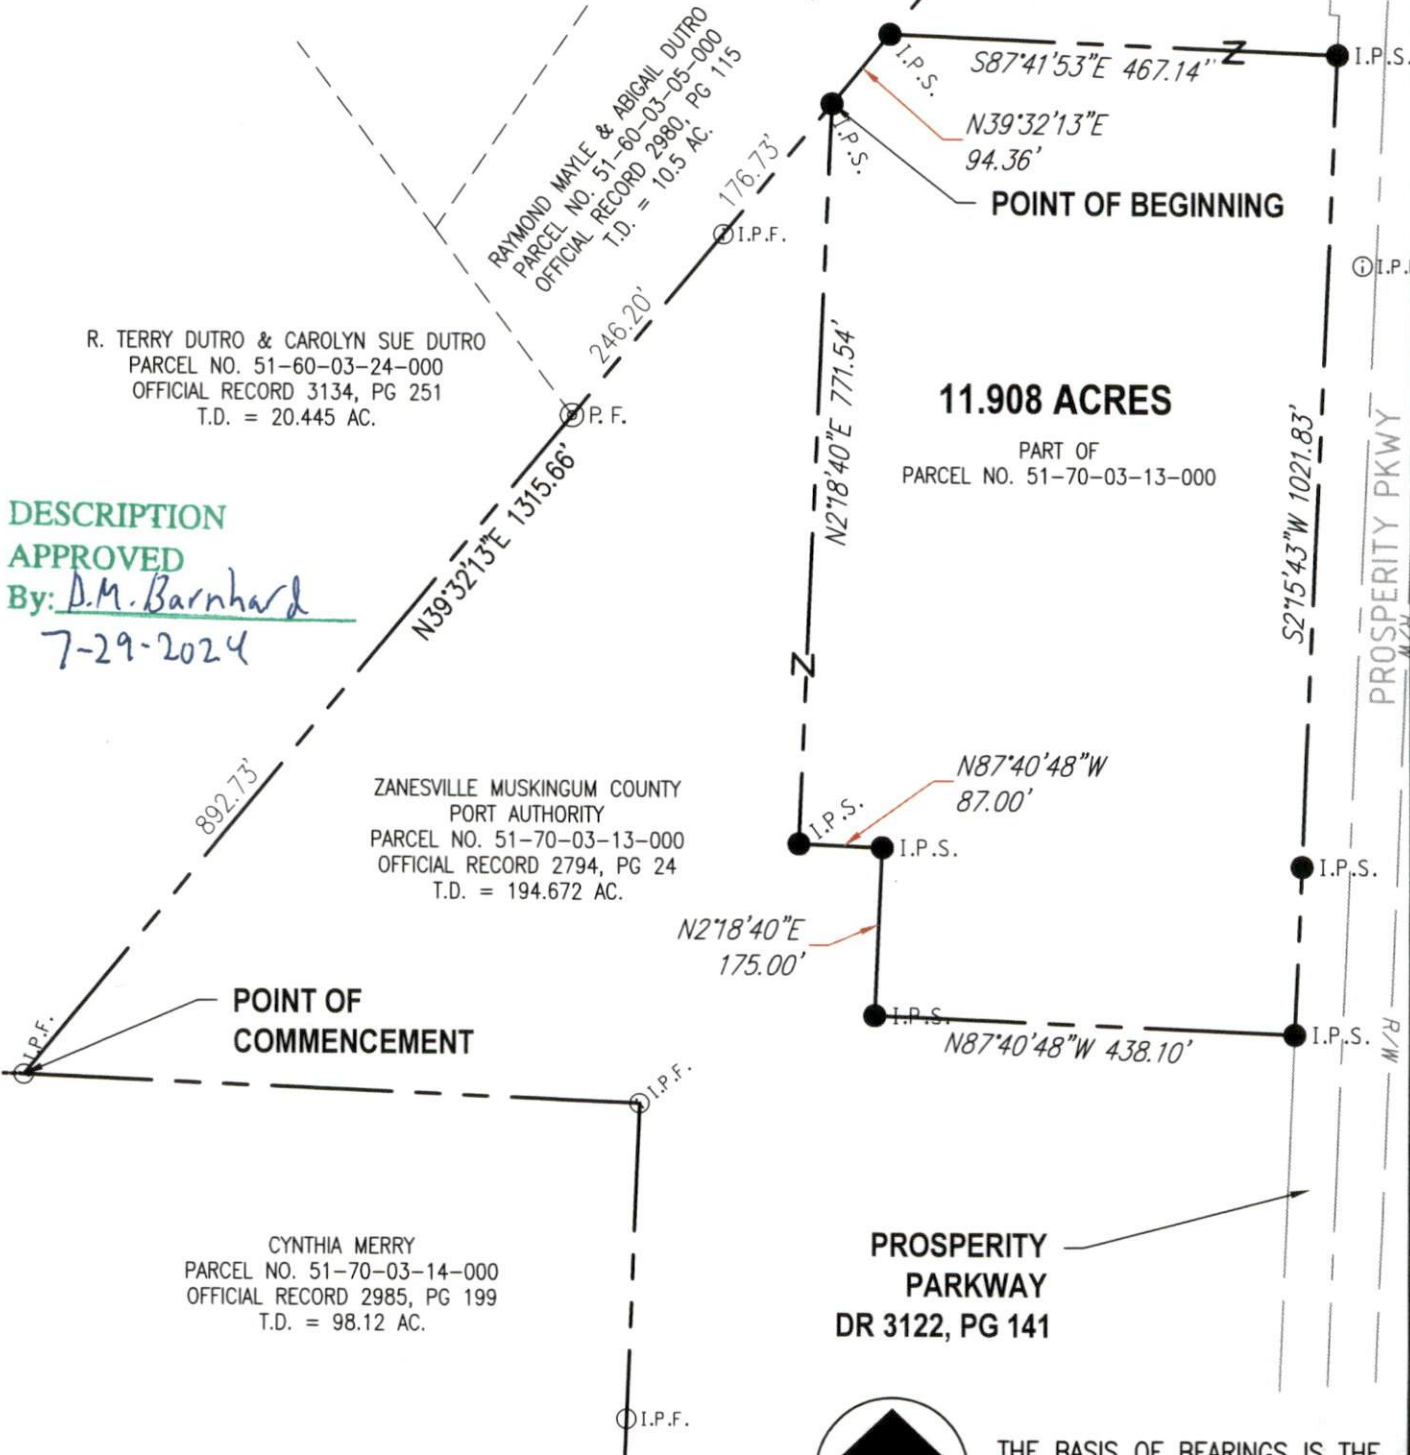 I.P.S.
S87°41'53"E 467.14'
Z
I.P.S.
N39°32'13"E
94.36'
I.P.S.
POINT OF BEGINNING
RAYMOND MAYLE & ABIGAIL DUTRO
PARCEL NO. 51-60-03-05-000
OFFICIAL RECORD 2980, PG 115
T.D. = 10.5 AC.
176.73'
I.P.F.
246.20'
R. TERRY DUTRO & CAROLYN SUE DUTRO
PARCEL NO. 51-60-03-24-000
OFFICIAL RECORD 3134, PG 251
T.D. = 20.445 AC.
P.F.
N2°18'40"E 771.54'
11.908 ACRES
PART OF
PARCEL NO. 51-70-03-13-000
S2°15'43"W 1021.83'
PROSPERITY PKWY
R/W
DESCRIPTION
APPROVED
By: D.M. Barnhard
7-29-2024
N39°32'13"E 1315.66'
Z
892.73'
ZANESVILLE MUSKINGUM COUNTY
PORT AUTHORITY
PARCEL NO. 51-70-03-13-000
OFFICIAL RECORD 2794, PG 24
T.D. = 194.672 AC.
N87°40'48"W
87.00'
I.P.S.
I.P.S.
I.P.S.
N2°18'40"E
175.00'
I.P.S.
N87°40'48"W 438.10'
I.P.S.
R/W
POINT OF
COMMENCEMENT
I.P.F.
I.P.F.
CYNTHIA MERRY
PARCEL NO. 51-70-03-14-000
OFFICIAL RECORD 2985, PG 199
T.D. = 98.12 AC.
PROSPERITY
PARKWAY
DR 3122, PG 141
I.P.F.
THE BASIS OF BEARINGS IS THE